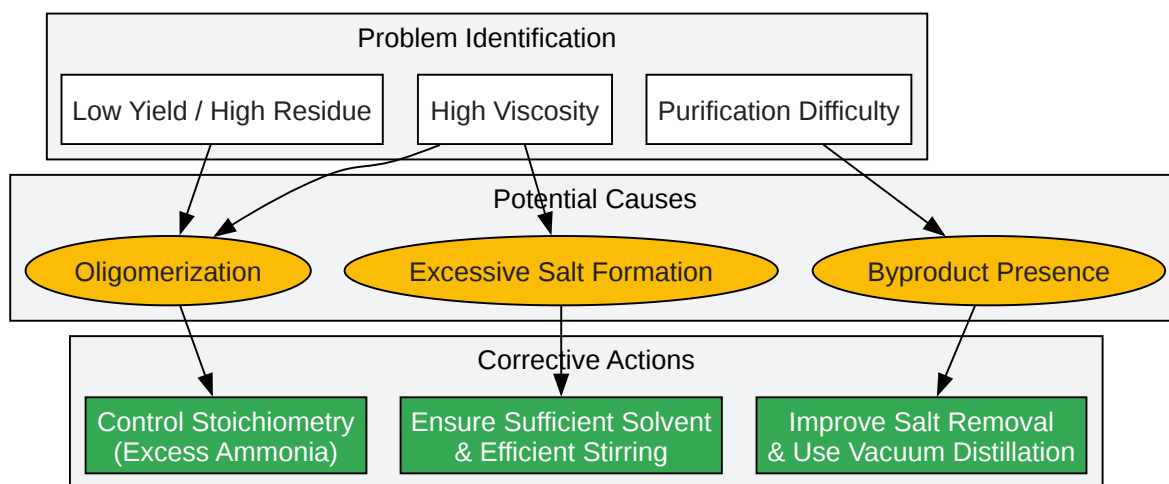 Problem Identification
Low Yield / High Residue
High Viscosity
Purification Difficulty
Potential Causes
Oligomerization
Excessive Salt Formation
Byproduct Presence
Corrective Actions
Control Stoichiometry
(Excess Ammonia)
Ensure Sufficient Solvent
& Efficient Stirring
Improve Salt Removal
& Use Vacuum Distillation